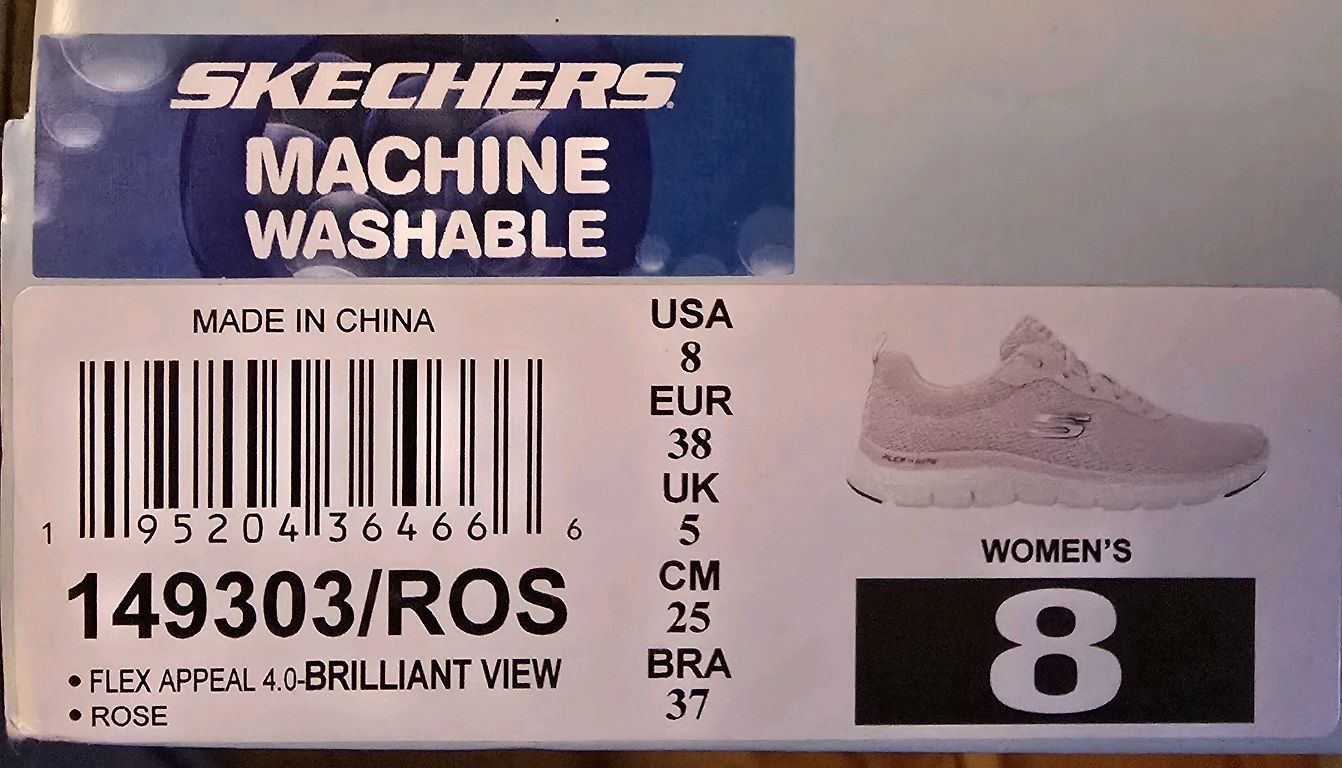 SKECHERS
MACHINE
WASHABLE
MADE IN CHINA
1 95204 36466 6
149303/ROS
• FLEX APPEAL 4.0-BRILLIANT VIEW
• ROSE
USA
8
EUR
38
UK
5
CM
25
BRA
37
WOMEN'S
8